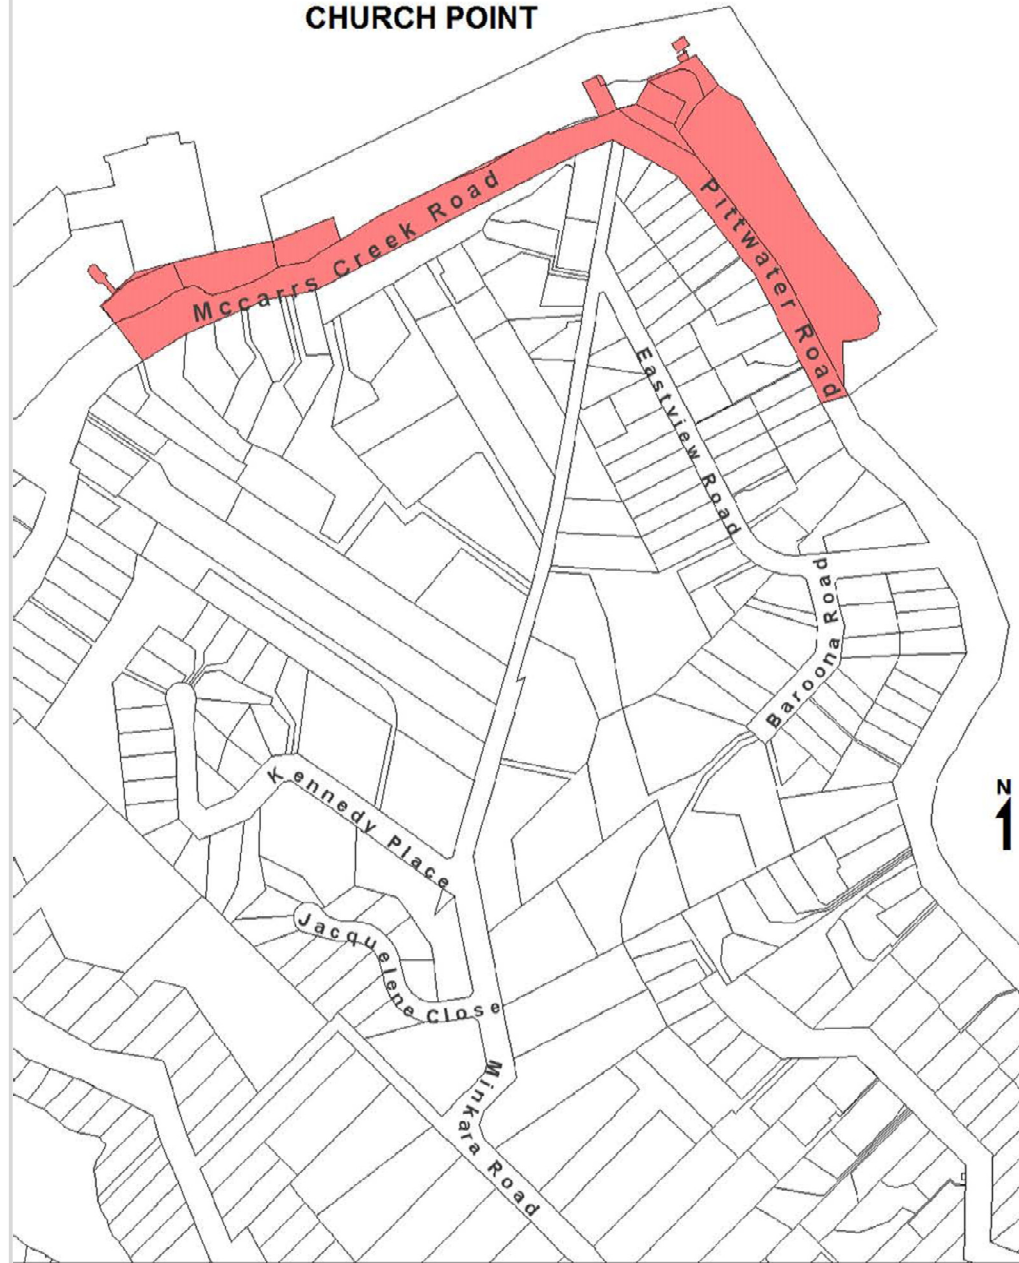 CHURCH POINT
Mccarrs Creek Road
Pittwater Road
Eastview Road
Baroona Road
N
Kennedy Place
Jacquelene Close
Minkara Road